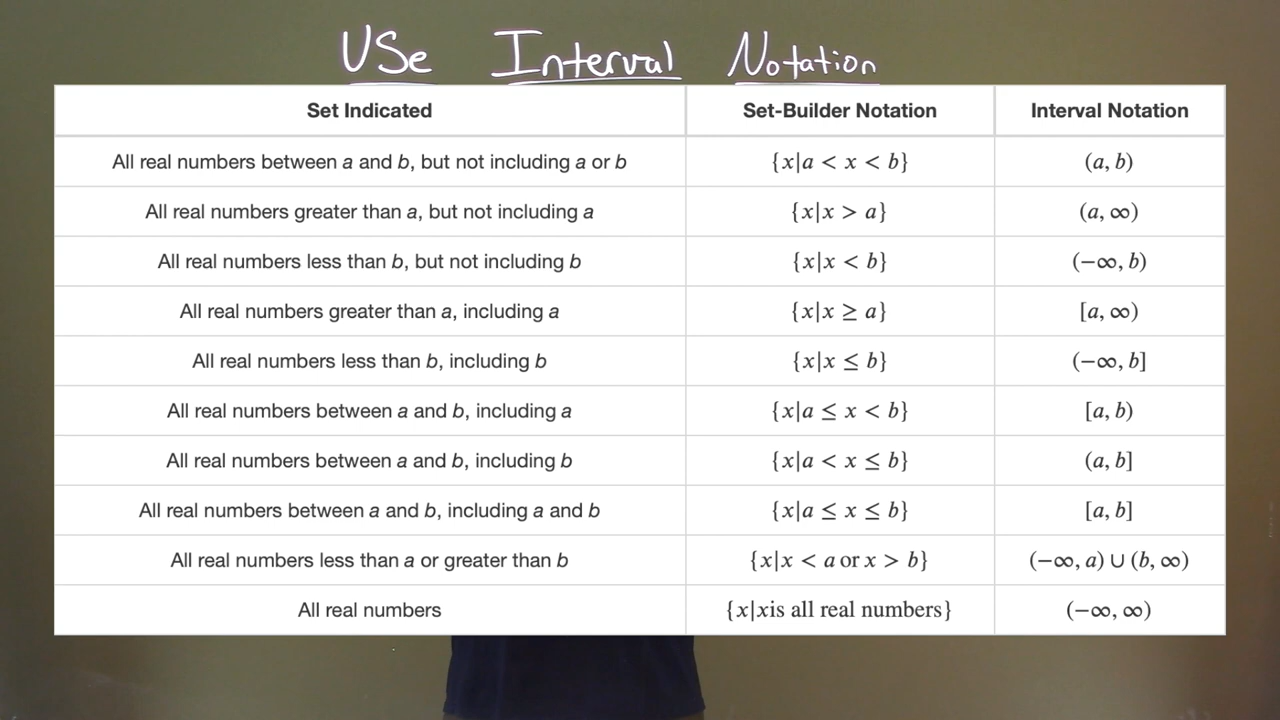 USe Interval Notation
Set Indicated Set-Builder Notation Interval Notation
All real numbers between a and b, but not including a or b {x|a < x < b} (a, b)
All real numbers greater than a, but not including a {x|x > a} (a, ∞)
All real numbers less than b, but not including b {x|x < b} (−∞, b)
All real numbers greater than a, including a {x|x ≥ a} [a, ∞)
All real numbers less than b, including b {x|x ≤ b} (−∞, b]
All real numbers between a and b, including a {x|a ≤ x < b} [a, b)
All real numbers between a and b, including b {x|a < x ≤ b} (a, b]
All real numbers between a and b, including a and b {x|a ≤ x ≤ b} [a, b]
All real numbers less than a or greater than b {x|x < a or x > b} (−∞, a) ∪ (b, ∞)
All real numbers {x|xis all real numbers} (−∞, ∞)